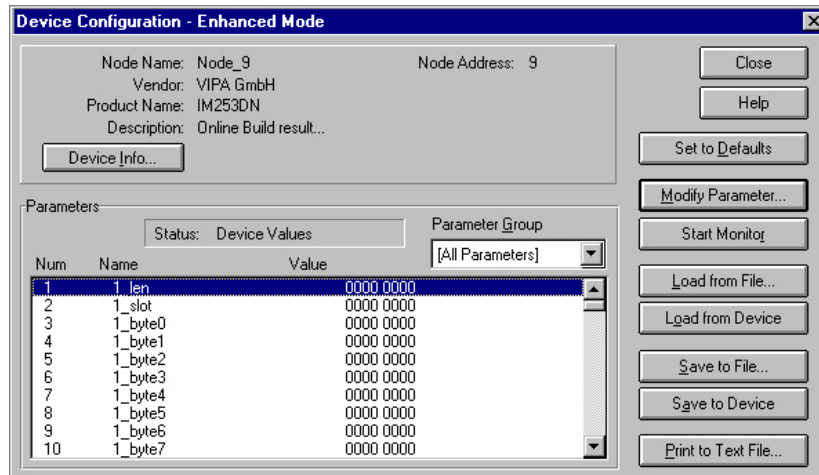 Device Configuration - Enhanced Mode
Node Name: Node_9 Node Address: 9
Vendor: VIPA GmbH
Product Name: IM253DN
Description: Online Build result...
Device Info...
Close
Help
Set to Defaults
Modify Parameter...
Start Monitor
Load from File...
Load from Device
Save to File...
Save to Device
Print to Text File...
Parameters
Status: Device Values
Parameter Group
[All Parameters]
Num Name Value
1 1_len 0000 0000
2 1_slot 0000 0000
3 1_byte0 0000 0000
4 1_byte1 0000 0000
5 1_byte2 0000 0000
6 1_byte3 0000 0000
7 1_byte4 0000 0000
8 1_byte5 0000 0000
9 1_byte6 0000 0000
10 1_byte7 0000 0000